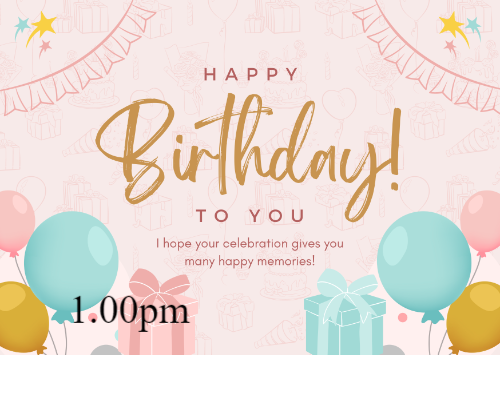 HAPPY
Birthday!
TO YOU
I hope your celebration gives you
many happy memories!
1.00pm